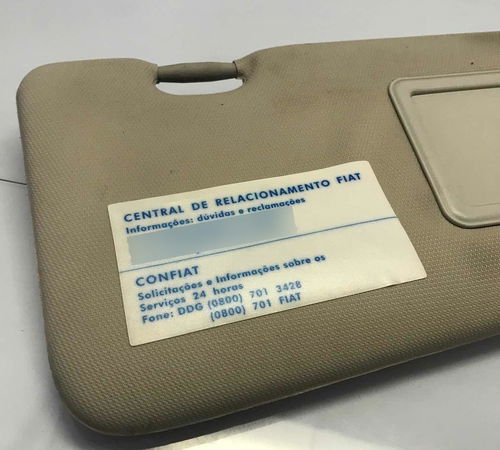 CENTRAL DE RELACIONAMENTO FIAT
Informações: dúvidas e reclamações
CONFIAT
Solicitações e Informações sobre os
Serviços 24 horas
Fone: DDG (0800) 701 3428
(0800) 701 FIAT